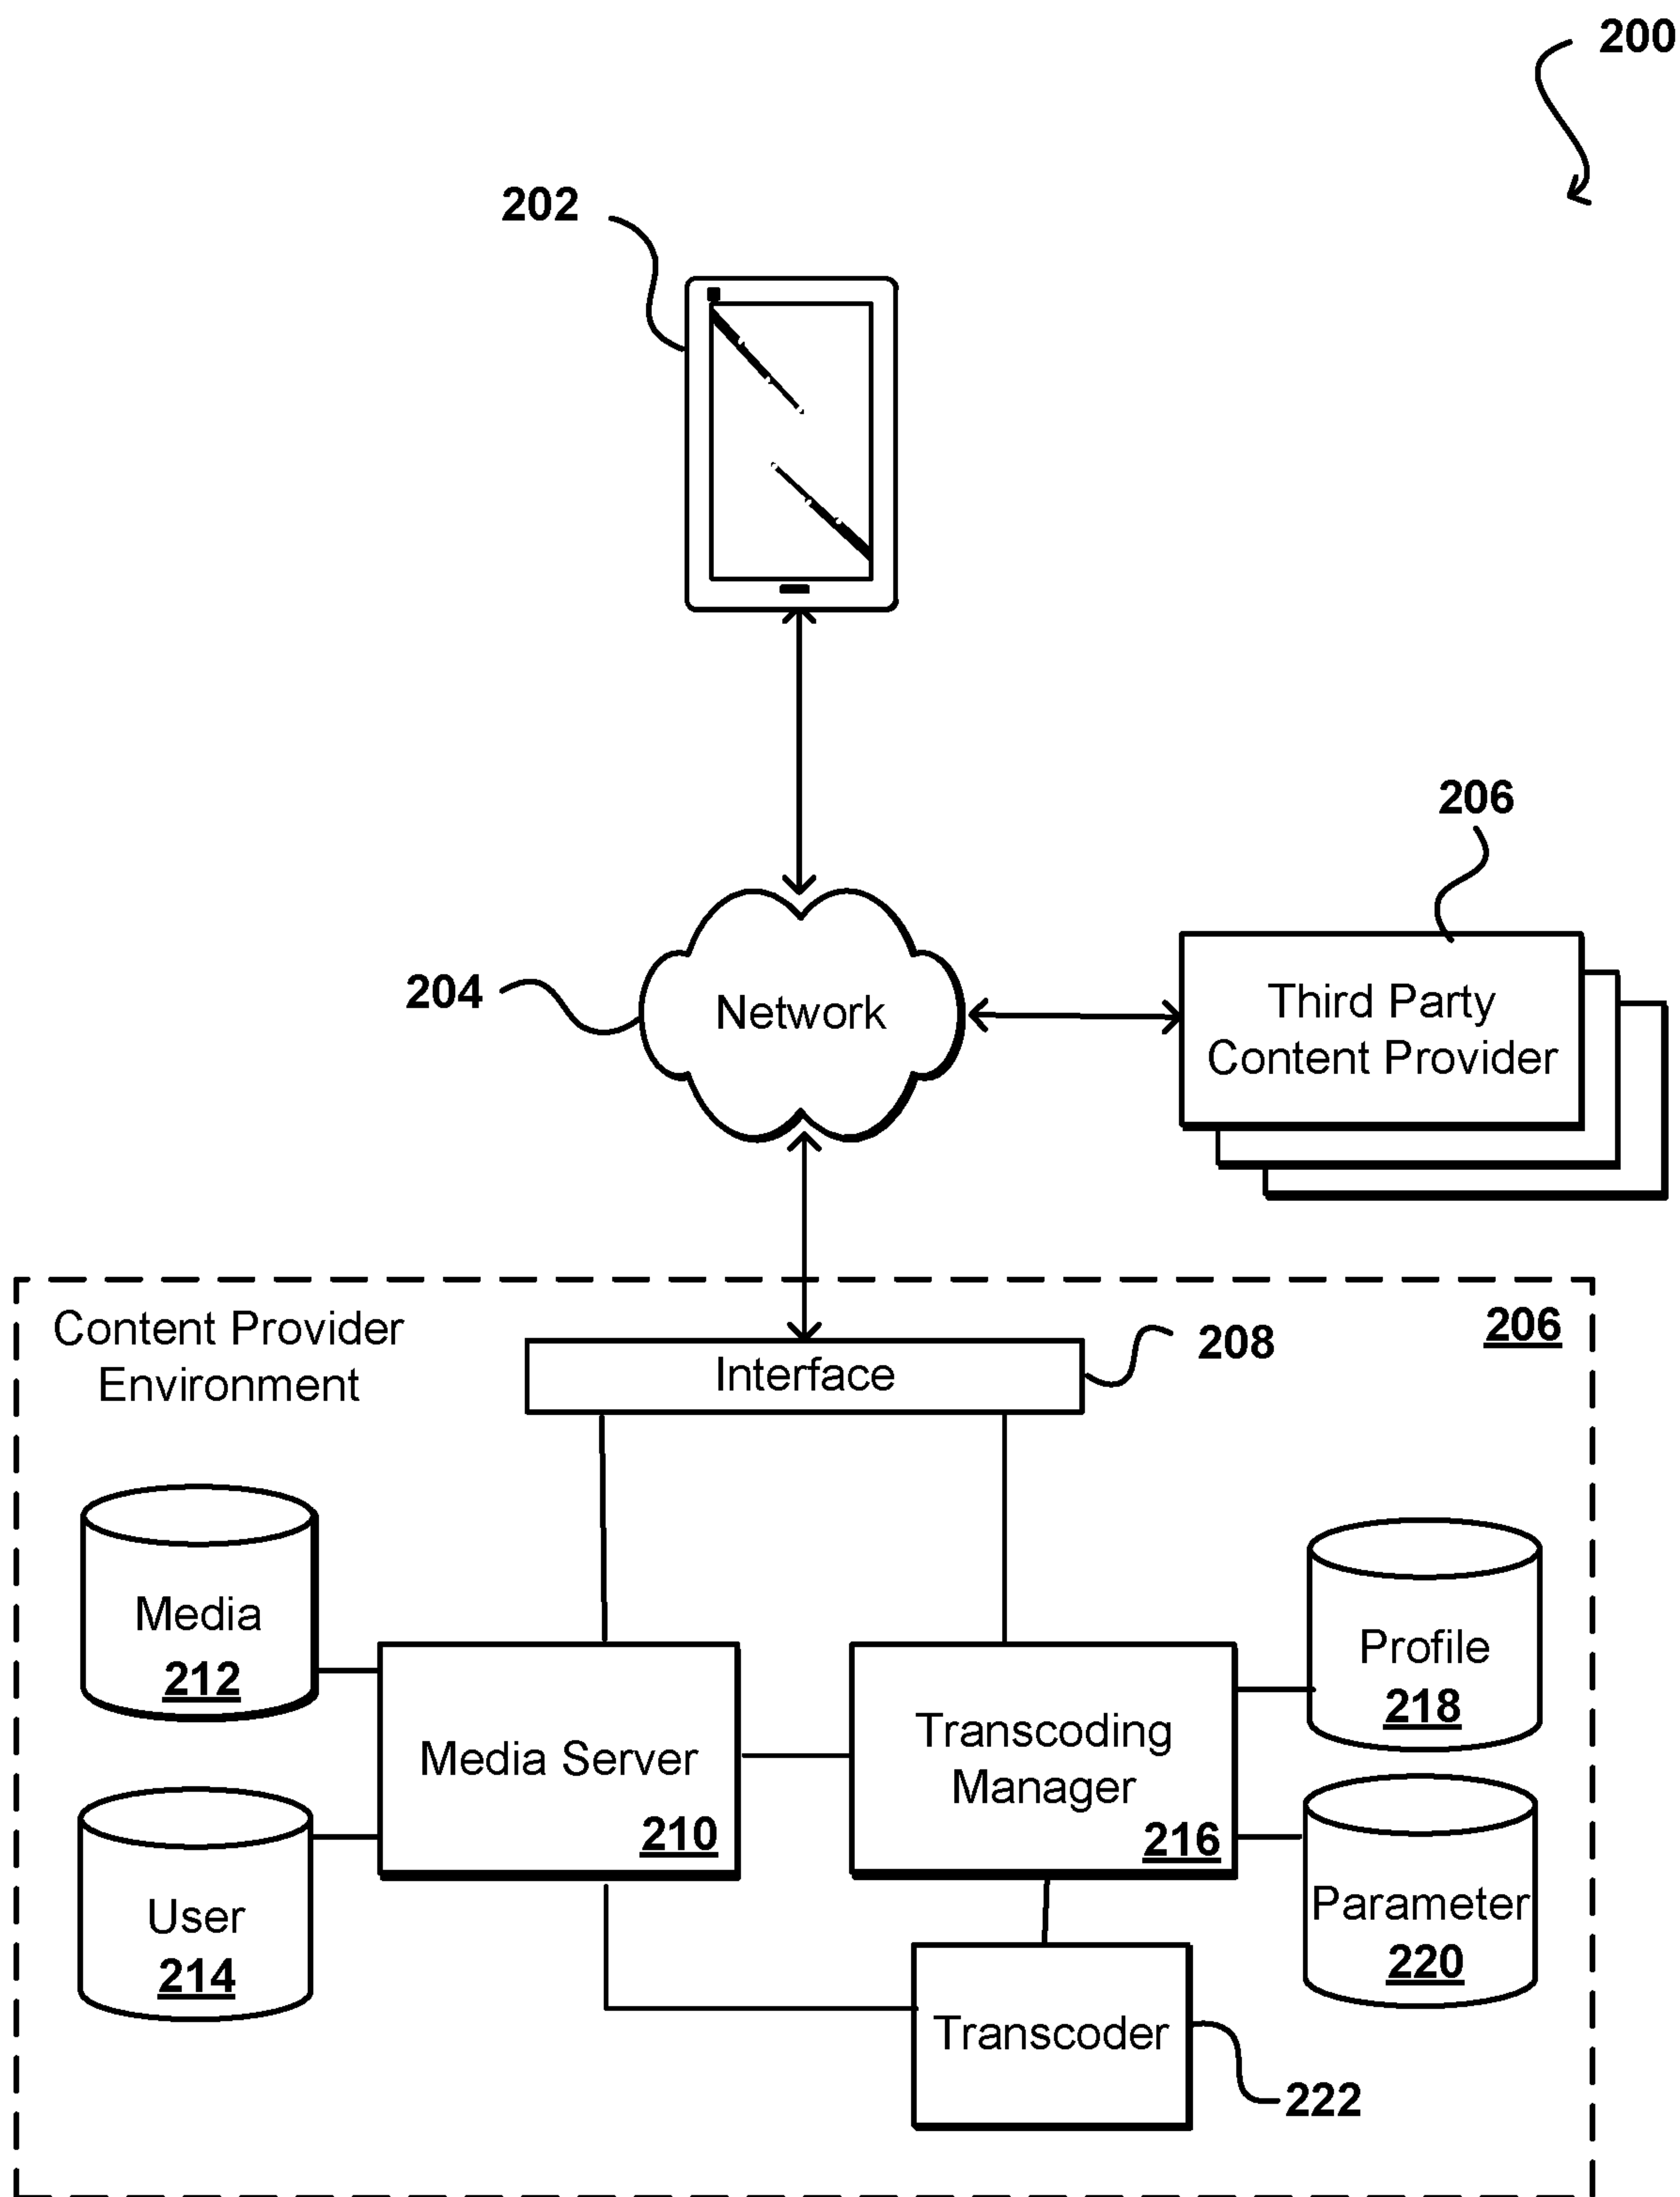 200
202
206
204
Network
Third Party
Content Provider
Content Provider
Environment
206
Interface
208
Media
212
Profile
218
Media Server
210
Transcoding
Manager
216
User
214
Parameter
220
Transcoder
222